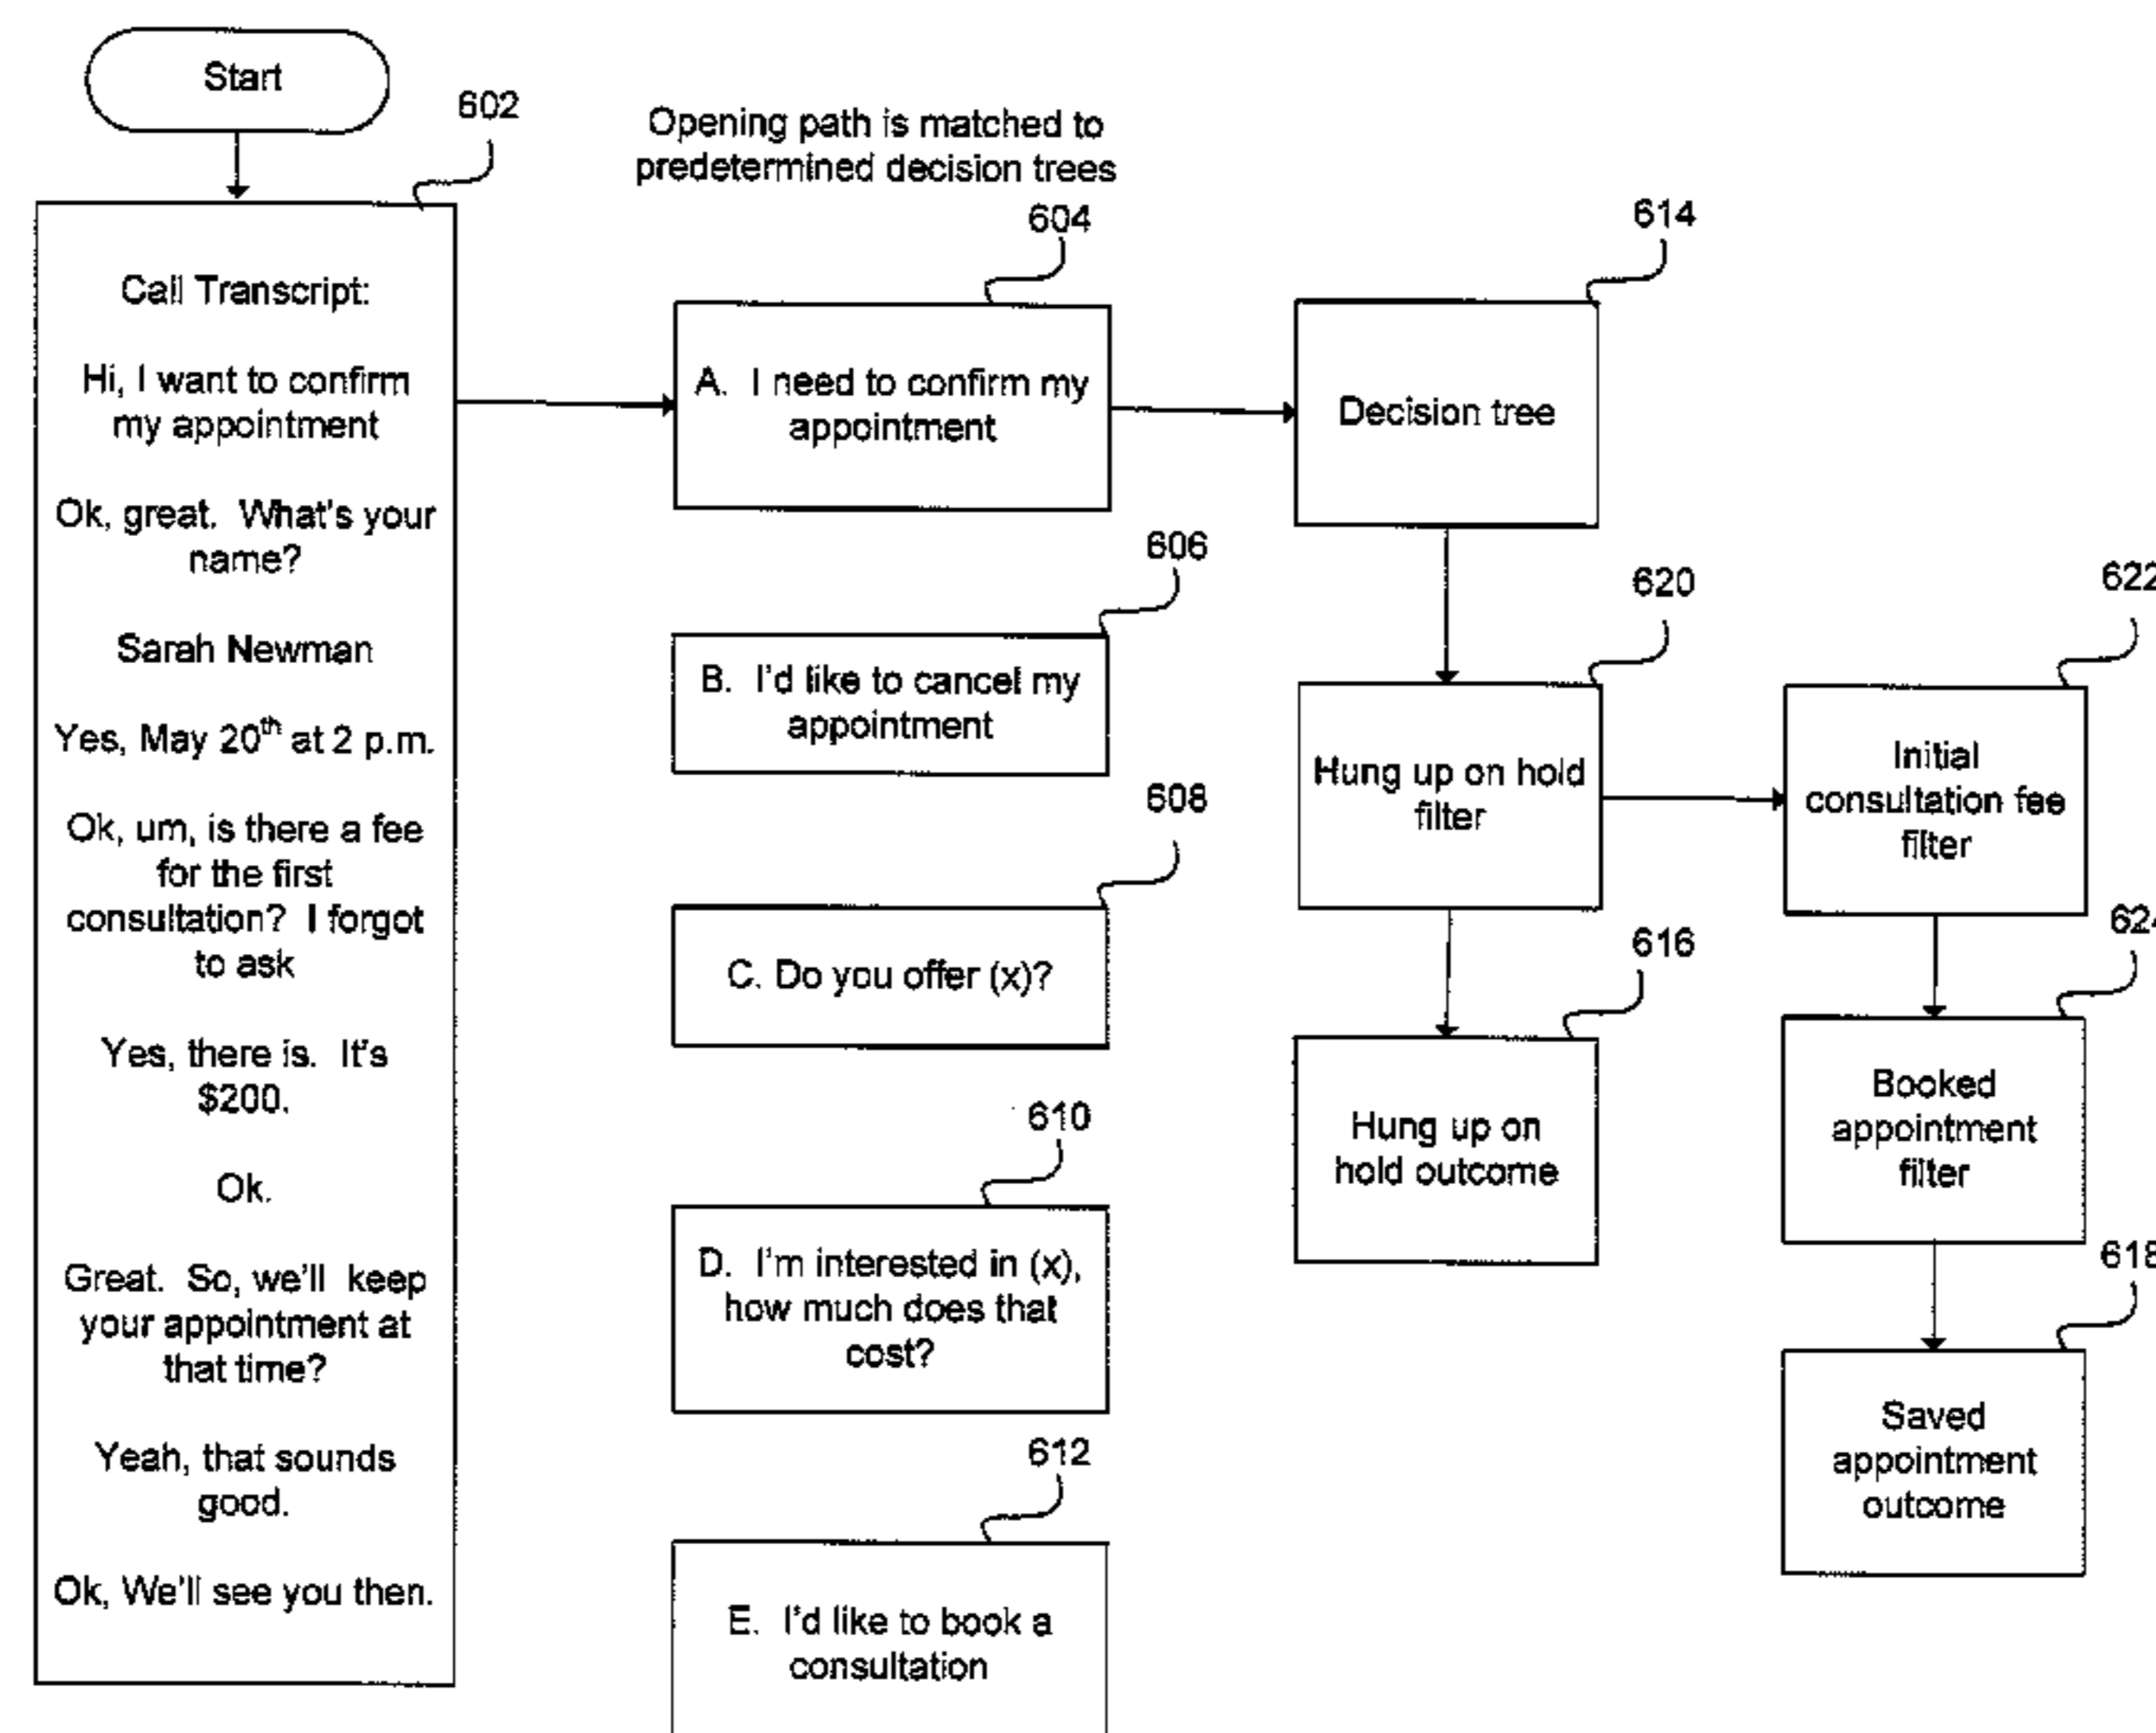 Start
602
Call Transcript:
Hi, I want to confirm
my appointment
Ok, great. What's your
name?
Sarah Newman
Yes, May 20th at 2 p.m.
Ok, um, is there a fee
for the first
consultation? I forgot
to ask
Yes, there is. It's
$200.
Ok.
Great. So, we'll keep
your appointment at
that time?
Yeah, that sounds
good.
Ok, We'll see you then.
Opening path is matched to
predetermined decision trees
604
A. I need to confirm my
appointment
606
B. I'd like to cancel my
appointment
608
C. Do you offer (x)?
610
D. I'm interested in (x),
how much does that
cost?
612
E. I'd like to book a
consultation
614
Decision tree
620
Hung up on hold
filter
616
Hung up on
hold outcome
622
Initial
consultation fee
filter
624
Booked
appointment
filter
618
Saved
appointment
outcome